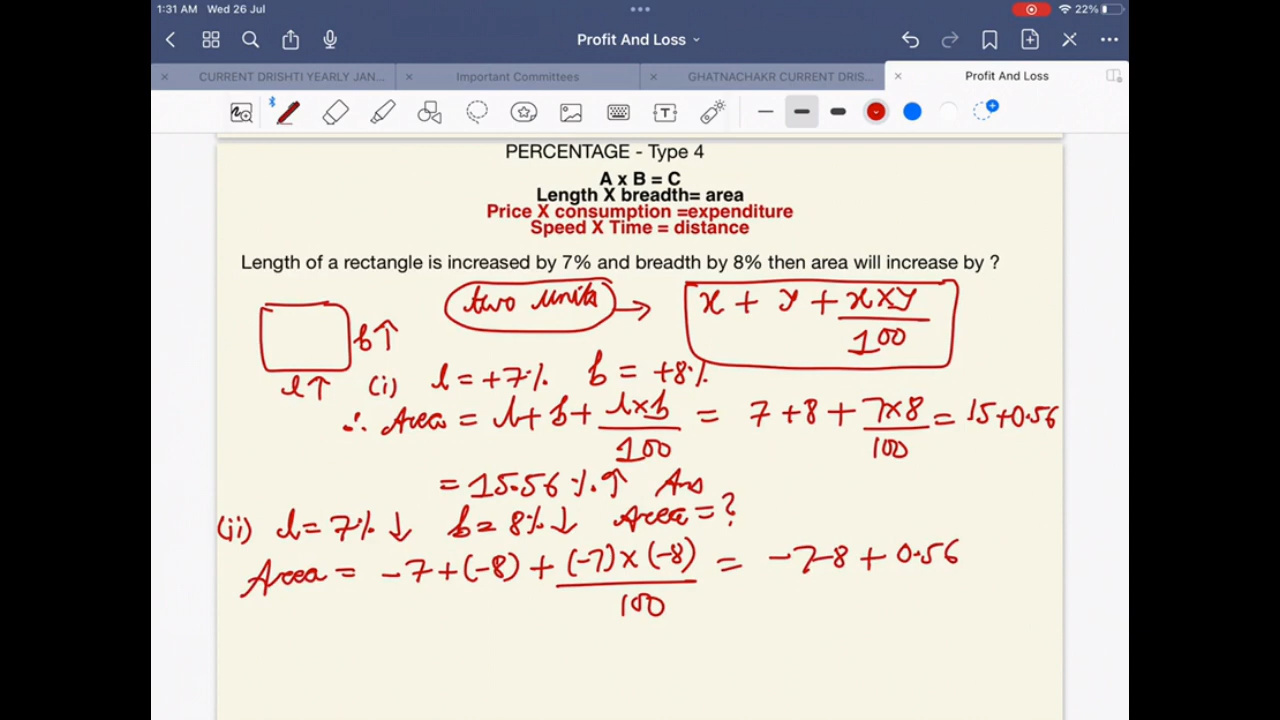 1:31 AM Wed 26 Jul
22%
Profit And Loss
CURRENT DRISHTI YEARLY JAN... Important Committees GHATNACHAKR CURRENT DRIS... Profit And Loss
PERCENTAGE - Type 4
A x B = C
Length X breadth= area
Price X consumption =expenditure
Speed X Time = distance
Length of a rectangle is increased by 7% and breadth by 8% then area will increase by ?
two units → x + y + x×y/100
b↑
l↑ (i) l = +7% b = +8%
∴ Area = l + b + l×b/100 = 7 + 8 + 7×8/100 = 15+0.56
= 15.56 %↑ Ans
(ii) l = 7% ↓ b = 8% ↓ Area = ?
Area = -7 + (-8) + (-7) × (-8)/100 = -7-8 + 0.56